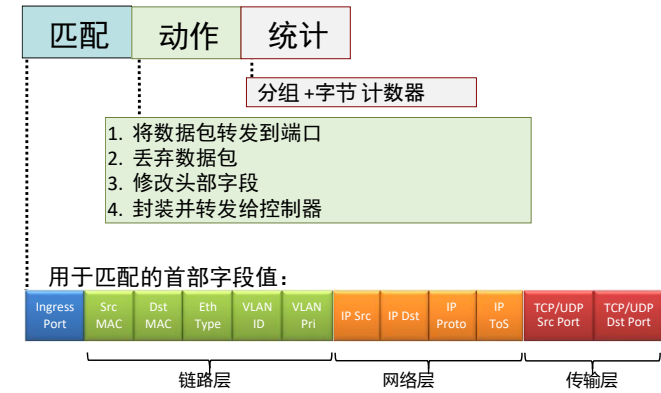 匹配 动作 统计
分组+字节 计数器
1. 将数据包转发到端口
2. 丢弃数据包
3. 修改头部字段
4. 封装并转发给控制器
用于匹配的首部字段值：
Ingress Port
Src MAC
Dst MAC
Eth Type
VLAN ID
VLAN Pri
IP Src
IP Dst
IP Proto
IP ToS
TCP/UDP Src Port
TCP/UDP Dst Port
链路层 网络层 传输层